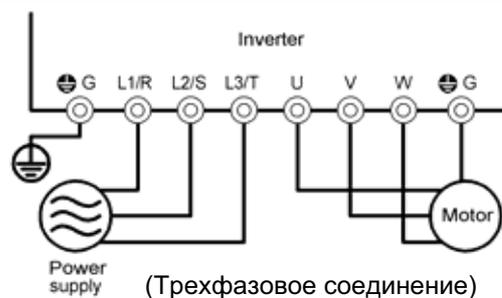 Inverter
G L1/R L2/S L3/T U V W G
Motor
Power
supply
(Трехфазовое соединение)